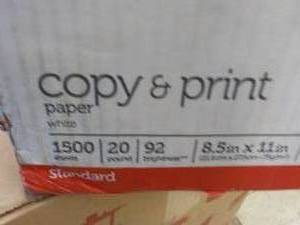 copy & print
paper
white
1500 20 92 8.5in x 11in
sheets pound brightness
Standard